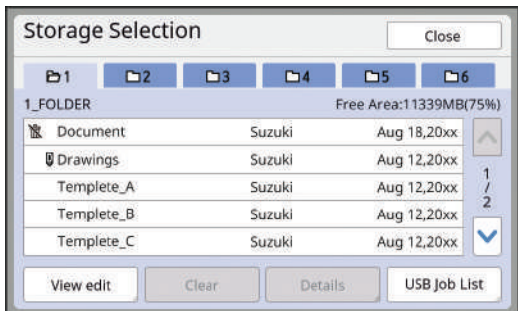 Storage Selection
Close
1 2 3 4 5 6
1_FOLDER Free Area:11339MB(75%)
Document Suzuki Aug 18,20xx
Drawings Suzuki Aug 12,20xx
Templete_A Suzuki Aug 12,20xx
Templete_B Suzuki Aug 12,20xx
Templete_C Suzuki Aug 12,20xx
1
/
2
View edit Clear Details USB Job List